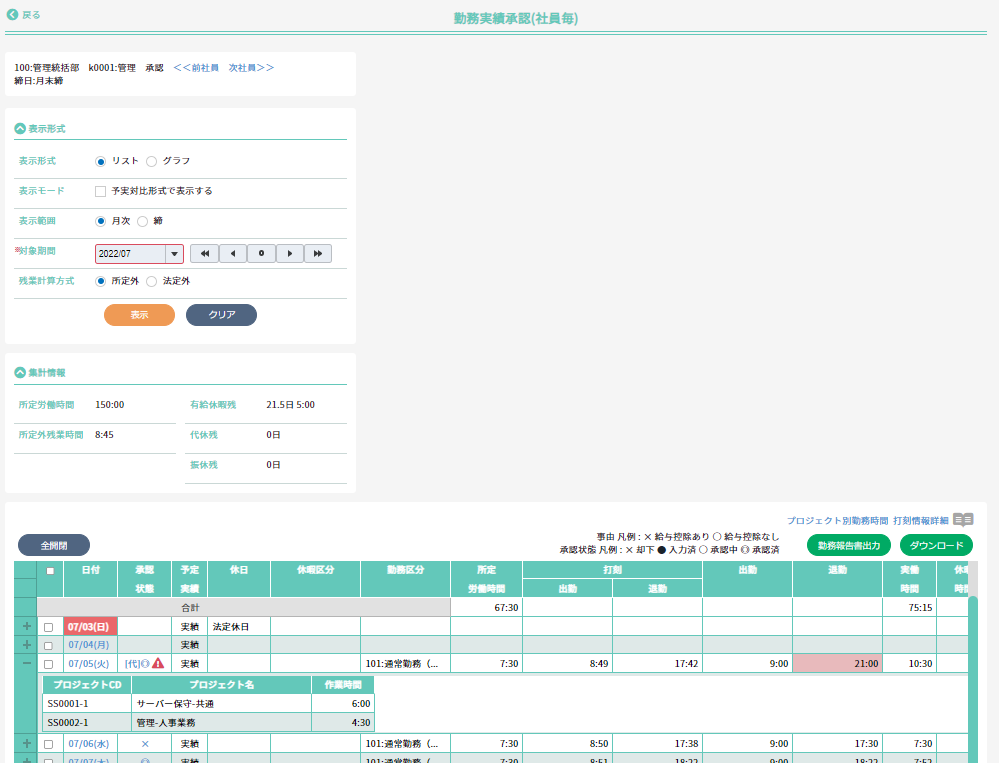 戻る
勤務実績承認(社員毎)
100:管理統括部 k0001:管理 承認 <<前社員 次社員>>
締日:月末締
表示形式
表示形式 リスト グラフ
表示モード 予実対比形式で表示する
表示範囲 月次 締
※対象期間 2022/07 0
残業計算方式 所定外 法定外
表示 クリア
集計情報
所定労働時間 150:00 有給休暇残 21.5日 5:00
所定外残業時間 8:45 代休残 0日
振休残 0日
プロジェクト別勤務時間 打刻情報詳細
全開閉
事由 凡例 : × 給与控除あり ○ 給与控除なし
承認状態 凡例 : × 却下 ● 入力済 ○ 承認中 ◎ 承認済
勤務報告書出力 ダウンロード
日付 承認状態 予定実績 休日 休暇区分 勤務区分 所定労働時間 打刻 出勤 退勤 出勤 退勤 実働時間
合計 67:30 75:15
07/03(日) 実績 法定休日
07/04(月) 実績
07/05(火) [代]◎ 実績 101:通常勤務 (... 7:30 8:49 17:42 9:00 21:00 10:30
プロジェクトCD プロジェクト名 作業時間
SS0001-1 サーバー保守-共通 6:00
SS0002-1 管理-人事業務 4:30
07/06(水) × 実績 101:通常勤務 (... 7:30 8:50 17:38 9:00 17:30 7:30
07/07(木) ◎ 実績 101:通常勤務 (... 7:30 8:51 18:22 9:00 18:22 7:52